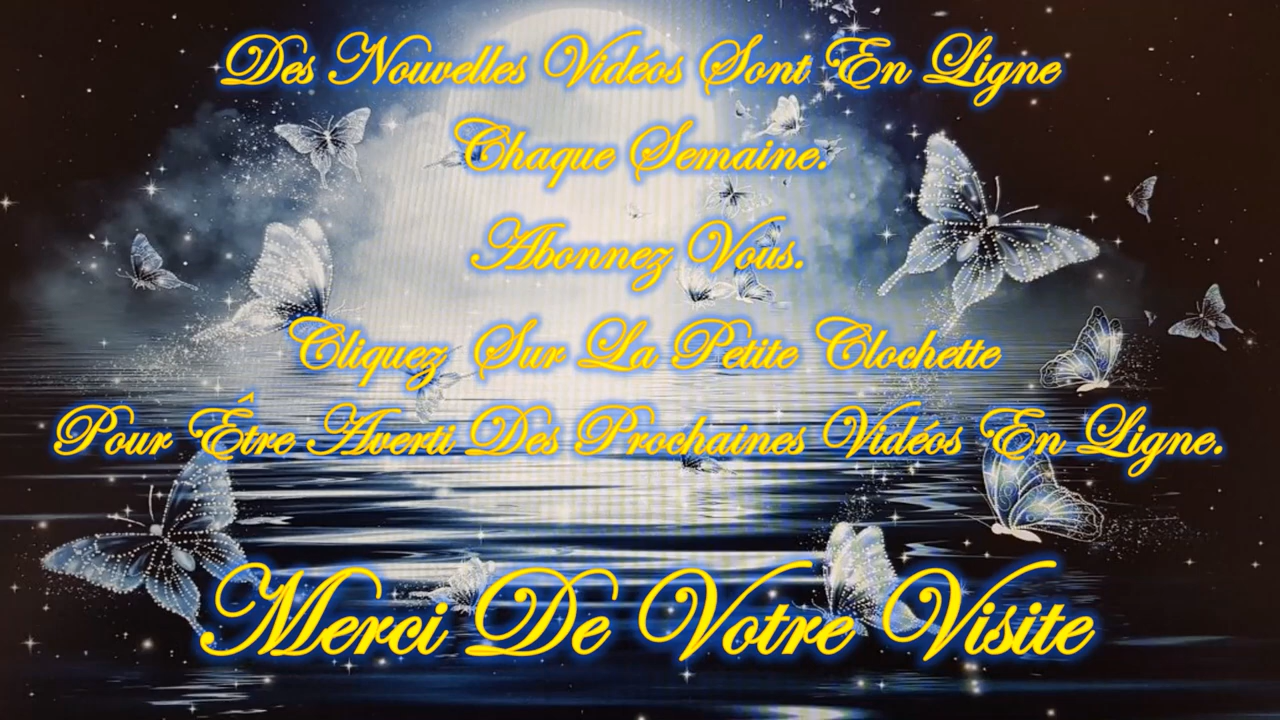 Des Nouvelles Vidéos Sont En Ligne
Chaque Semaine.
Abonnez Vous.
Cliquez Sur La Petite Clochette
Pour Être Averti Des Prochaines Vidéos En Ligne.
Merci De Votre Visite